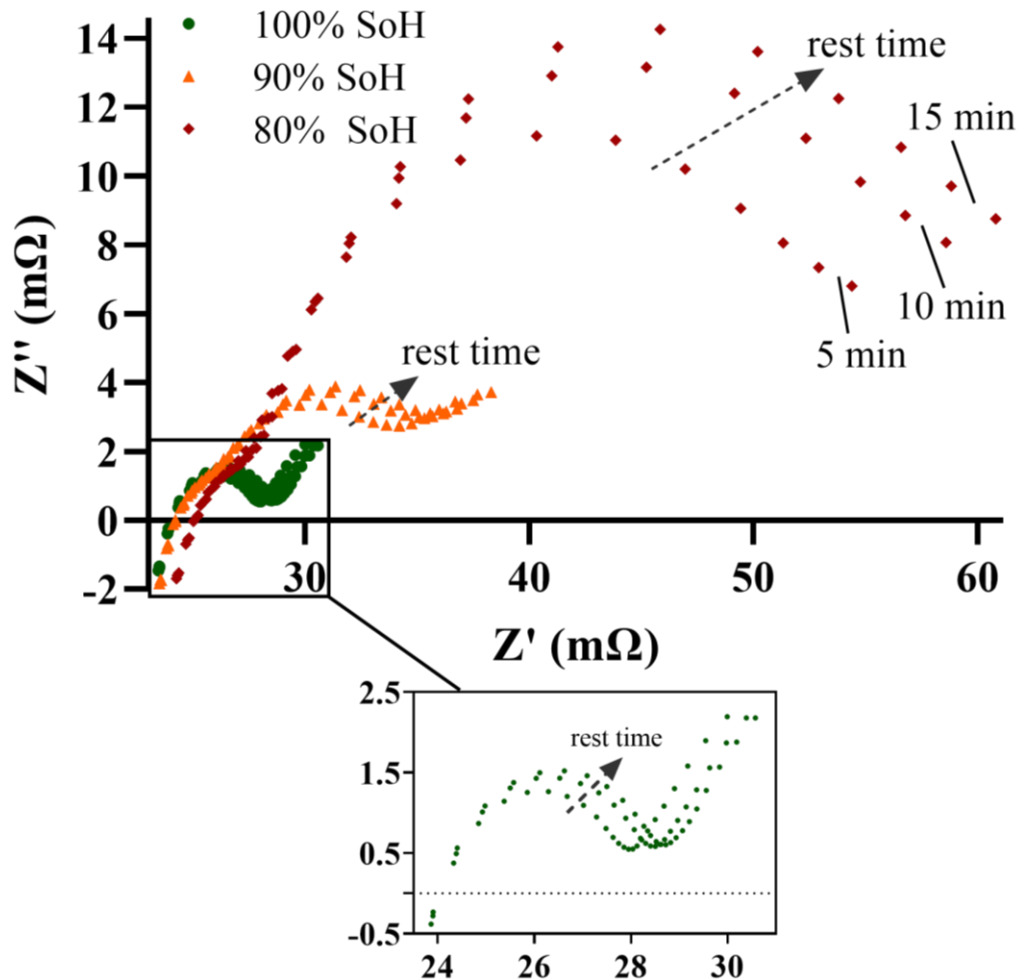 100% SoH
90% SoH
80% SoH
14
12
10
8
6
4
2
0
-2
Z'' (mΩ)
rest time
15 min
10 min
5 min
rest time
30
40
50
60
Z' (mΩ)
2.5
1.5
0.5
-0.5
rest time
24
26
28
30